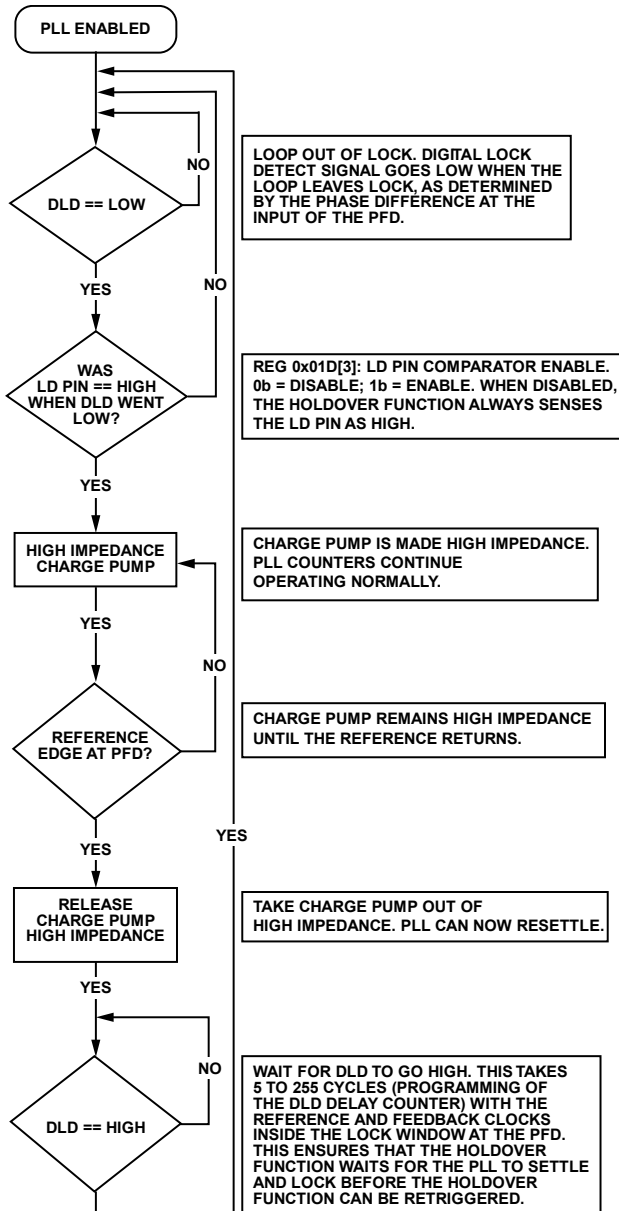 PLL ENABLED
NO
DLD == LOW
LOOP OUT OF LOCK. DIGITAL LOCK
DETECT SIGNAL GOES LOW WHEN THE
LOOP LEAVES LOCK, AS DETERMINED
BY THE PHASE DIFFERENCE AT THE
INPUT OF THE PFD.
YES
NO
WAS
LD PIN == HIGH
WHEN DLD WENT
LOW?
REG 0x01D[3]: LD PIN COMPARATOR ENABLE.
0b = DISABLE; 1b = ENABLE. WHEN DISABLED,
THE HOLDOVER FUNCTION ALWAYS SENSES
THE LD PIN AS HIGH.
YES
HIGH IMPEDANCE
CHARGE PUMP
CHARGE PUMP IS MADE HIGH IMPEDANCE.
PLL COUNTERS CONTINUE
OPERATING NORMALLY.
YES
NO
REFERENCE
EDGE AT PFD?
CHARGE PUMP REMAINS HIGH IMPEDANCE
UNTIL THE REFERENCE RETURNS.
YES
YES
RELEASE
CHARGE PUMP
HIGH IMPEDANCE
TAKE CHARGE PUMP OUT OF
HIGH IMPEDANCE. PLL CAN NOW RESETTLE.
YES
NO
DLD == HIGH
WAIT FOR DLD TO GO HIGH. THIS TAKES
5 TO 255 CYCLES (PROGRAMMING OF
THE DLD DELAY COUNTER) WITH THE
REFERENCE AND FEEDBACK CLOCKS
INSIDE THE LOCK WINDOW AT THE PFD.
THIS ENSURES THAT THE HOLDOVER
FUNCTION WAITS FOR THE PLL TO SETTLE
AND LOCK BEFORE THE HOLDOVER
FUNCTION CAN BE RETRIGGERED.